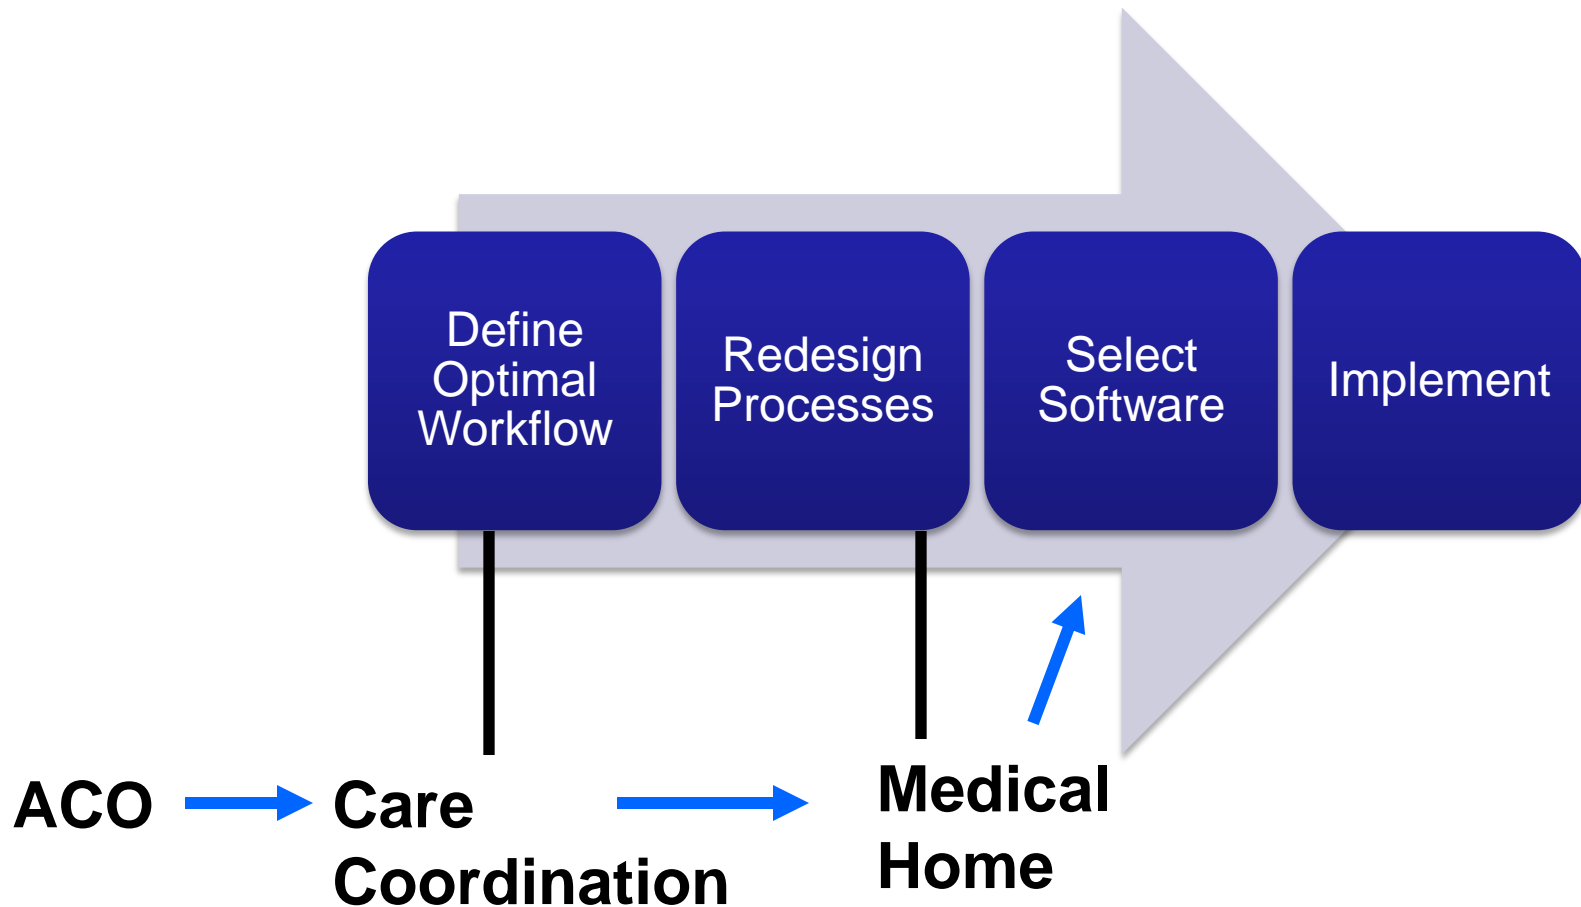 Define
Optimal
Workflow
Redesign
Processes
Select
Software
Implement
ACO
Care
Coordination
Medical
Home